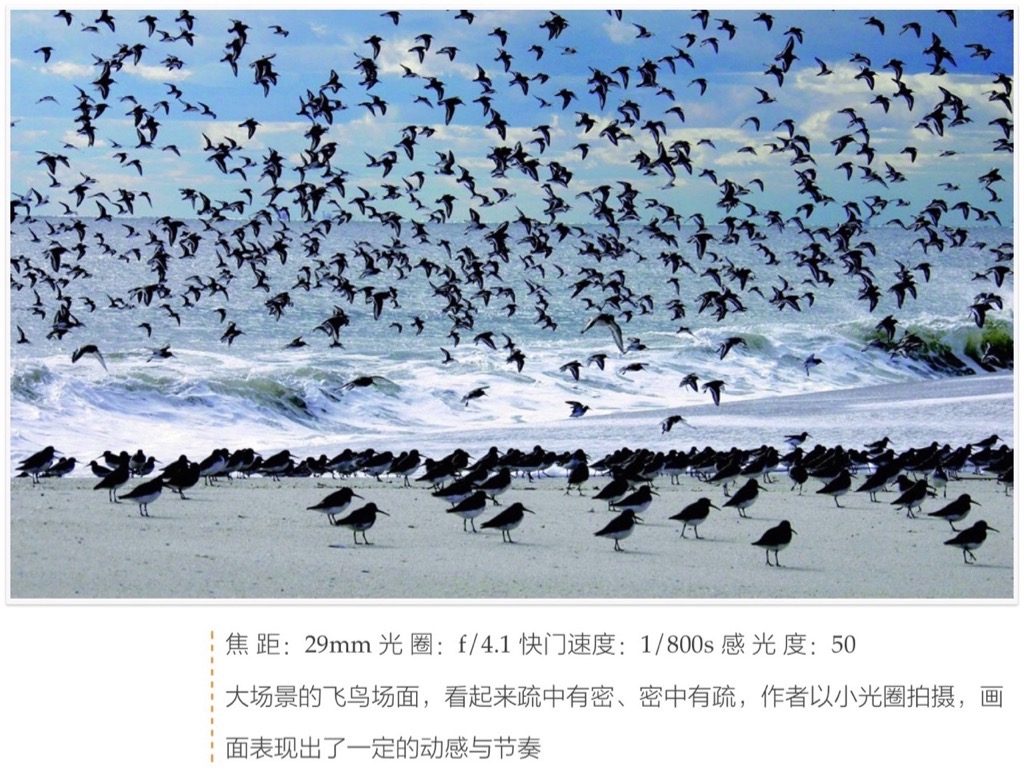 焦 距：29mm 光 圈：f/4.1 快门速度：1/800s 感 光 度：50
大场景的飞鸟场面，看起来疏中有密、密中有疏，作者以小光圈拍摄，画
面表现出了一定的动感与节奏